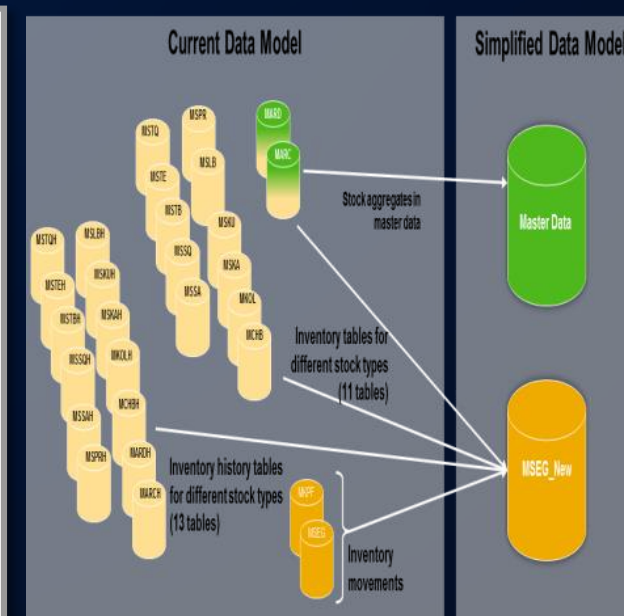 Current Data Model
Simplified Data Model
MSTQ
MSPR
MARD
MSTE
MSLB
MARC
MSTB
MSKU
MSSQ
MSKA
MSSA
MKOL
MCHB
Stock aggregates in
master data
Master Data
MSTQH
MSLBH
MSTEH
MSKUH
MSTBH
MSKAH
MSSQH
MKOLH
MSSAH
MCHBH
MSPRH
MARDH
MARCH
Inventory tables for
different stock types
(11 tables)
Inventory history tables
for different stock types
(13 tables)
MSEG
Inventory
movements
MSEG_New